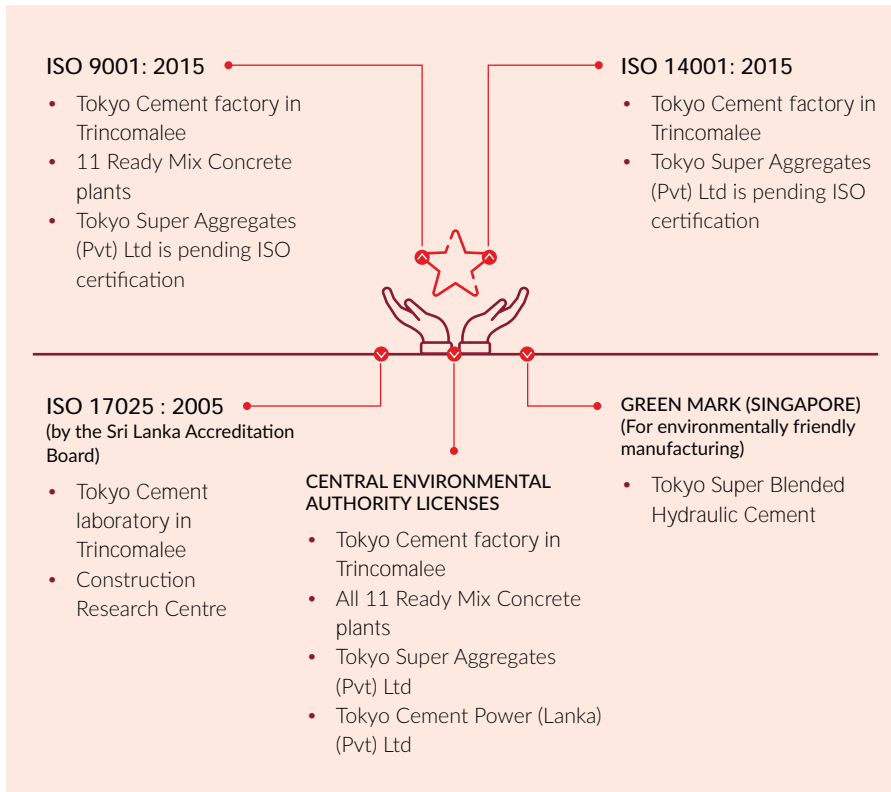 ISO 9001: 2015
• Tokyo Cement factory in
Trincomalee
• 11 Ready Mix Concrete
plants
• Tokyo Super Aggregates
(Pvt) Ltd is pending ISO
certification
ISO 14001: 2015
• Tokyo Cement factory in
Trincomalee
• Tokyo Super Aggregates
(Pvt) Ltd is pending ISO
certification
ISO 17025 : 2005
(by the Sri Lanka Accreditation
Board)
• Tokyo Cement
laboratory in
Trincomalee
• Construction
Research Centre
CENTRAL ENVIRONMENTAL
AUTHORITY LICENSES
• Tokyo Cement factory in
Trincomalee
• All 11 Ready Mix Concrete
plants
• Tokyo Super Aggregates
(Pvt) Ltd
• Tokyo Cement Power (Lanka)
(Pvt) Ltd
GREEN MARK (SINGAPORE)
(For environmentally friendly
manufacturing)
• Tokyo Super Blended
Hydraulic Cement